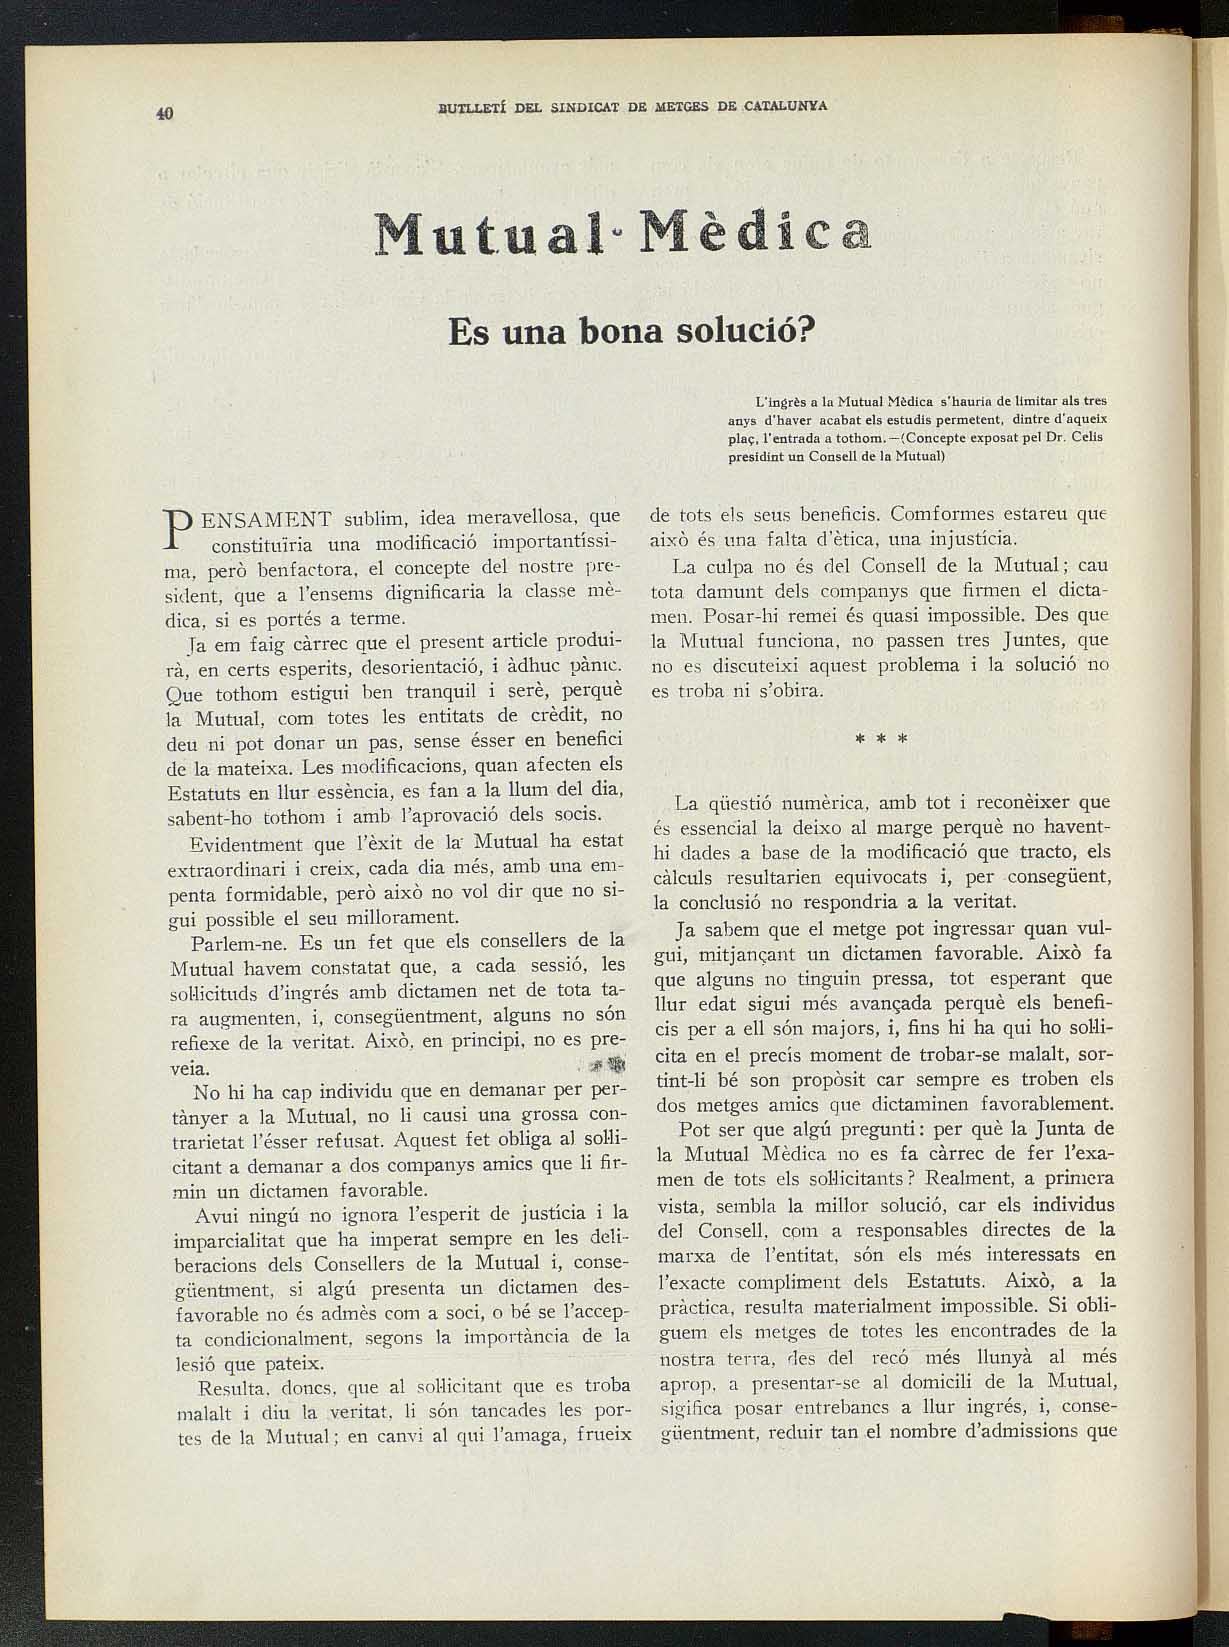 40
BUTLLETÍ DEL SINDICAT DE METGES DE CATALUNYA
Mutual Mèdica
Es una bona solució?
L'ingrès a la Mutual Mèdica s'hauria de limitar als tres
anys d'haver acabat els estudis permetent, dintre d'aqueix
plaç, l'entrada a tothom.—(Concepte exposat pel Dr. Celis
presidint un Consell de la Mutual)
PENSAMENT sublim, idea meravellosa, que
constituïria una modificació importantíssi-
ma, però benfactora, el concepte del nostre pre-
sident, que a l'ensems dignificaria la classe mè-
dica, si es portés a terme.
Ja em faig càrrec que el present article produi-
rà, en certs esperits, desorientació, i àdhuc pànic.
Que tothom estigui ben tranquil i serè, perquè
la Mutual, com totes les entitats de crèdit, no
deu ni pot donar un pas, sense ésser en benefici
de la mateixa. Les modificacions, quan afecten els
Estatuts en llur essència, es fan a la llum del dia,
sabent-ho tothom i amb l'aprovació dels socis.
Evidentment que l'èxit de la Mutual ha estat
extraordinari i creix, cada dia més, amb una em-
penta formidable, però això no vol dir que no si-
gui possible el seu millorament.
Parlem-ne. Es un fet que els consellers de la
Mutual havem constatat que, a cada sessió, les
sol·licituds d'ingrés amb dictamen net de tota ta-
ra augmenten, i, consegüentment, alguns no són
refiexe de la veritat. Això, en principi, no es pre-
veia.
No hi ha cap individu que en demanar per per-
tànyer a la Mutual, no li causi una grossa con-
trarietat l'ésser refusat. Aquest fet obliga al sol·li-
citant a demanar a dos companys amics que li fir-
min un dictamen favorable.
Avui ningú no ignora l'esperit de justícia i la
imparcialitat que ha imperat sempre en les deli-
beracions dels Consellers de la Mutual i, conse-
güentment, si algú presenta un dictamen des-
favorable no és admès com a soci, o bé se l'accep-
ta condicionalment, segons la importància de la
lesió que pateix.
Resulta, doncs, que al sol·licitant que es troba
malalt i diu la veritat, li són tancades les por-
tes de la Mutual; en canvi al qui l'amaga, frueix
de tots els seus beneficis. Comformes estareu que
això és una falta d'ètica, una injustícia.
La culpa no és del Consell de la Mutual; cau
tota damunt dels companys que firmen el dicta-
men. Posar-hi remei és quasi impossible. Des que
la Mutual funciona, no passen tres Juntes, que
no es discuteixi aquest problema i la solució no
es troba ni s'obira.
* * *
La qüestió numèrica, amb tot i reconèixer que
és essencial la deixo al marge perquè no havent-
hi dades a base de la modificació que tracto, els
càlculs resultarien equivocats i, per consegüent,
la conclusió no respondria a la veritat.
Ja sabem que el metge pot ingressar quan vul-
gui, mitjançant un dictamen favorable. Això fa
que alguns no tinguin pressa, tot esperant que
llur edat sigui més avançada perquè els benefi-
cis per a ell són majors, i, fins hi ha qui ho sol·li-
cita en el precís moment de trobar-se malalt, sor-
tint-li bé son propòsit car sempre es troben els
dos metges amics que dictaminen favorablement.
Pot ser que algú pregunti: per què la Junta de
la Mutual Mèdica no es fa càrrec de fer l'exa-
men de tots els sol·licitants? Realment, a primera
vista, sembla la millor solució, car els individus
del Consell, com a responsables directes de la
marxa de l'entitat, són els més interessats en
l'exacte compliment dels Estatuts. Això, a la
pràctica, resulta materialment impossible. Si obli-
guem els metges de totes les encontrades de la
nostra terra, des del recó més llunyà al més
aprop, a presentar-se al domicili de la Mutual,
sigifica posar entrebancs a llur ingrés, i, conse-
güentment, reduir tan el nombre d'admissions que